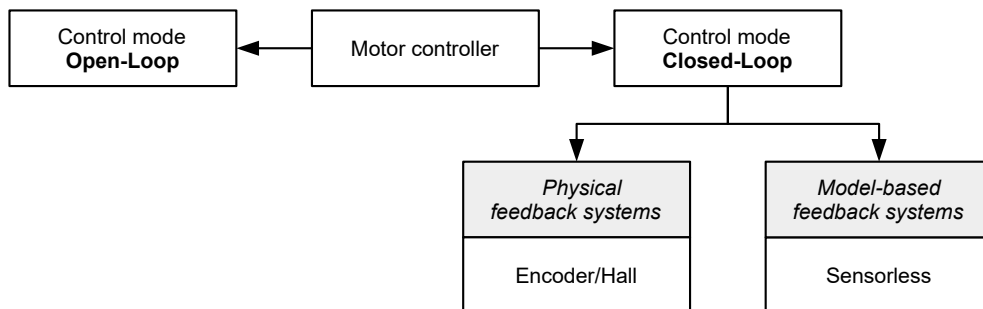 Control mode
Open-Loop
Motor controller
Control mode
Closed-Loop
Physical
feedback systems
Model-based
feedback systems
Encoder/Hall
Sensorless